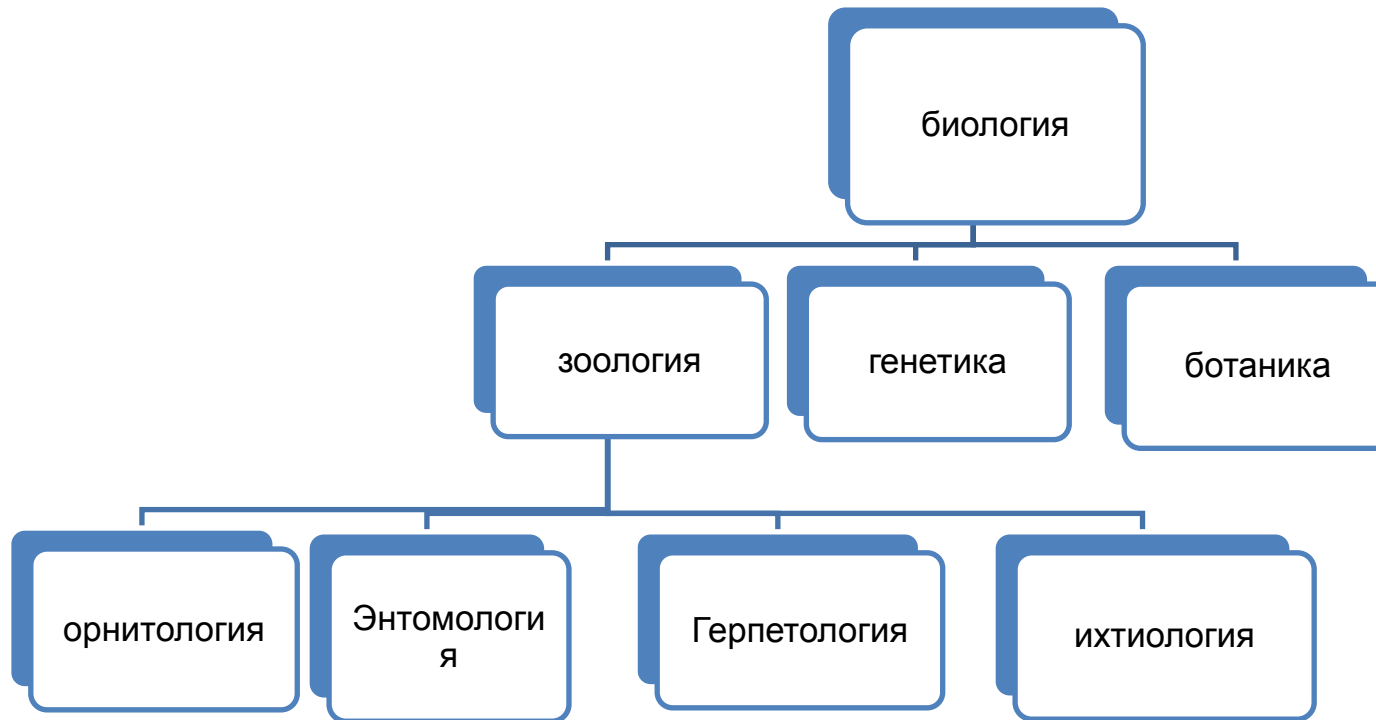 биология
зоология
генетика
ботаника
орнитология
Энтомологи
я
Герпетология
ихтиология